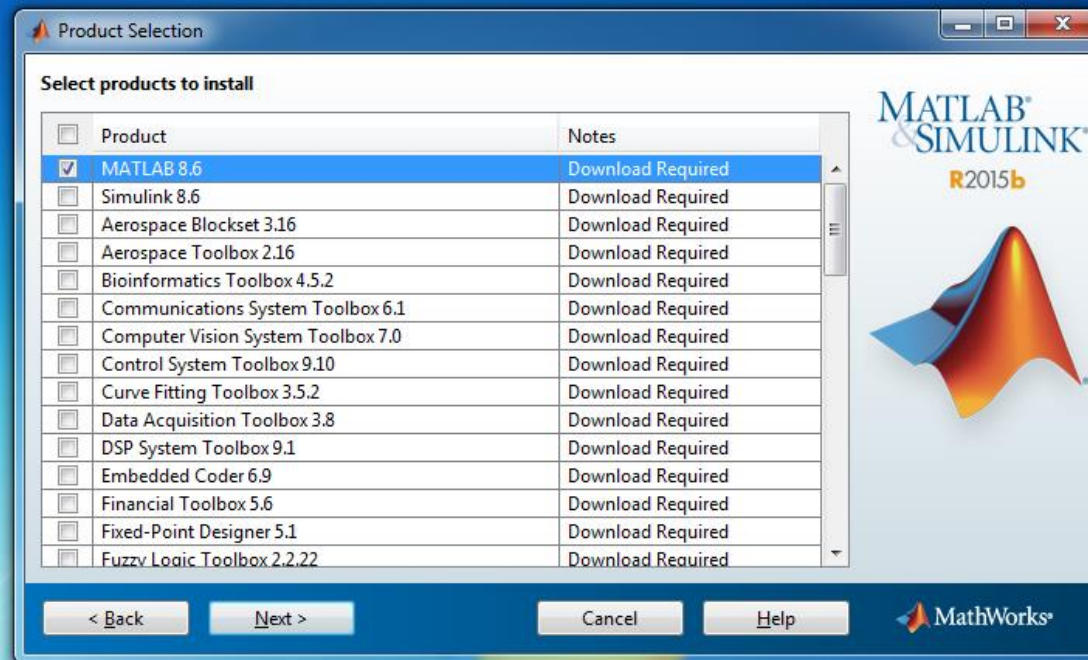 Product Selection
Select products to install
Product Notes
MATLAB 8.6 Download Required
Simulink 8.6 Download Required
Aerospace Blockset 3.16 Download Required
Aerospace Toolbox 2.16 Download Required
Bioinformatics Toolbox 4.5.2 Download Required
Communications System Toolbox 6.1 Download Required
Computer Vision System Toolbox 7.0 Download Required
Control System Toolbox 9.10 Download Required
Curve Fitting Toolbox 3.5.2 Download Required
Data Acquisition Toolbox 3.8 Download Required
DSP System Toolbox 9.1 Download Required
Embedded Coder 6.9 Download Required
Financial Toolbox 5.6 Download Required
Fixed-Point Designer 5.1 Download Required
Fuzzy Logic Toolbox 2.2.22 Download Required
MATLAB®
&SIMULINK®
R2015b
< Back Next > Cancel Help MathWorks®